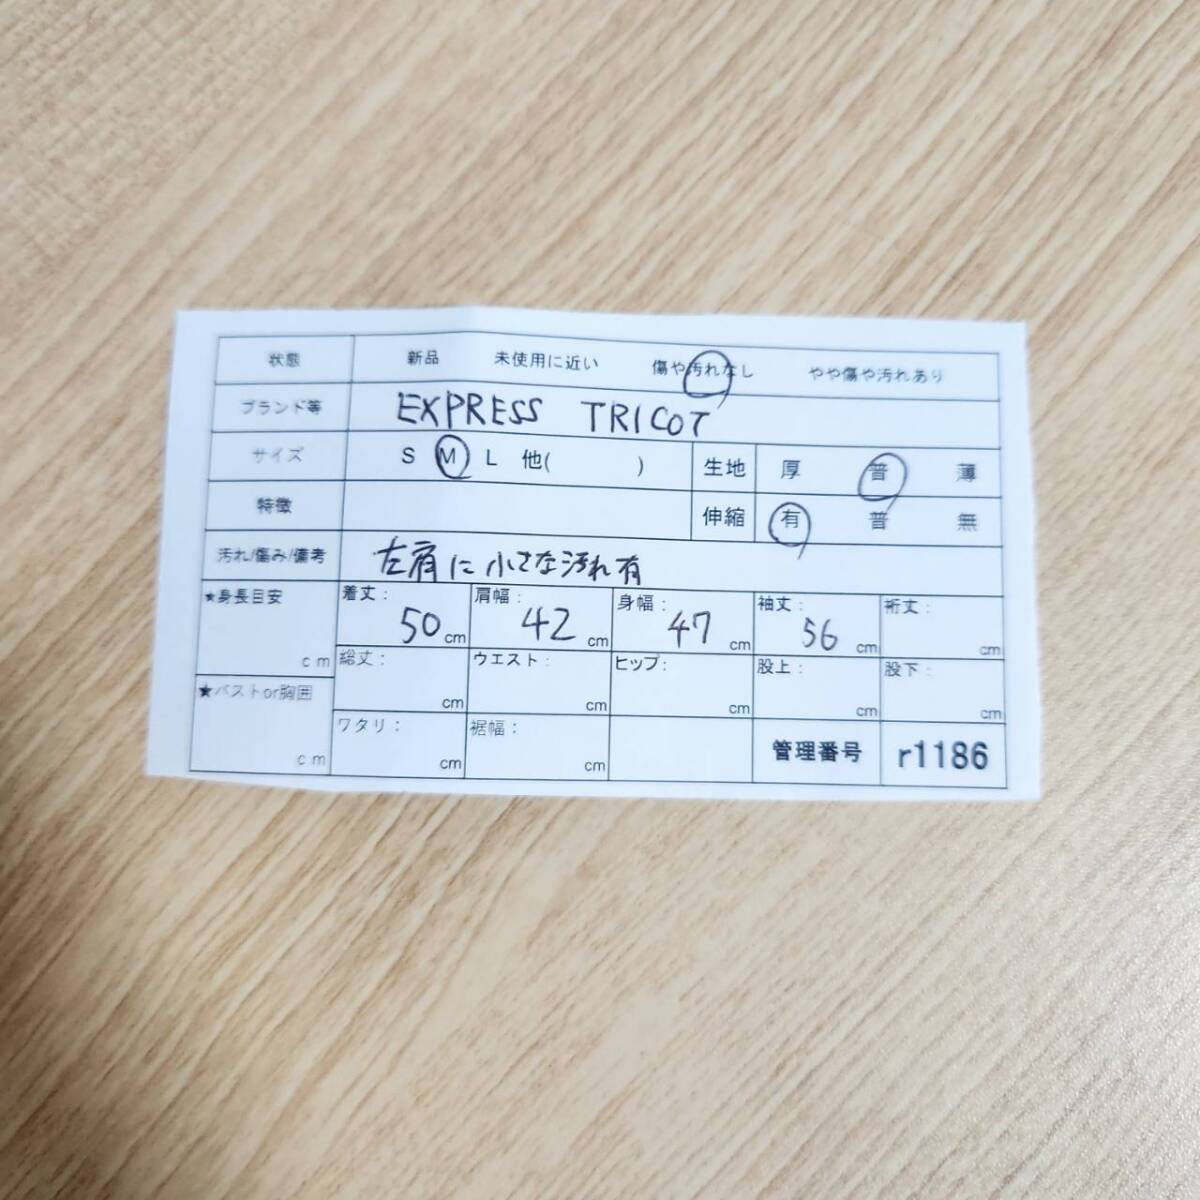 状態 新品 未使用に近い 傷や汚れなし やや傷や汚れあり
ブランド等 EXPRESS TRICOT
サイズ S M L 他( ) 生地 厚 普 薄
特徴 伸縮 有 普 無
汚れ/傷み/備考 左肩に小さな汚れ有
★身長目安 cm 着丈: 50 cm 肩幅: 42 cm 身幅: 47 cm 袖丈: 56 cm 裄丈: cm
総丈: cm ウエスト: cm ヒップ: cm 股上: cm 股下: cm
★バストor胸囲 cm ワタリ: cm 裾幅: cm 管理番号 r1186